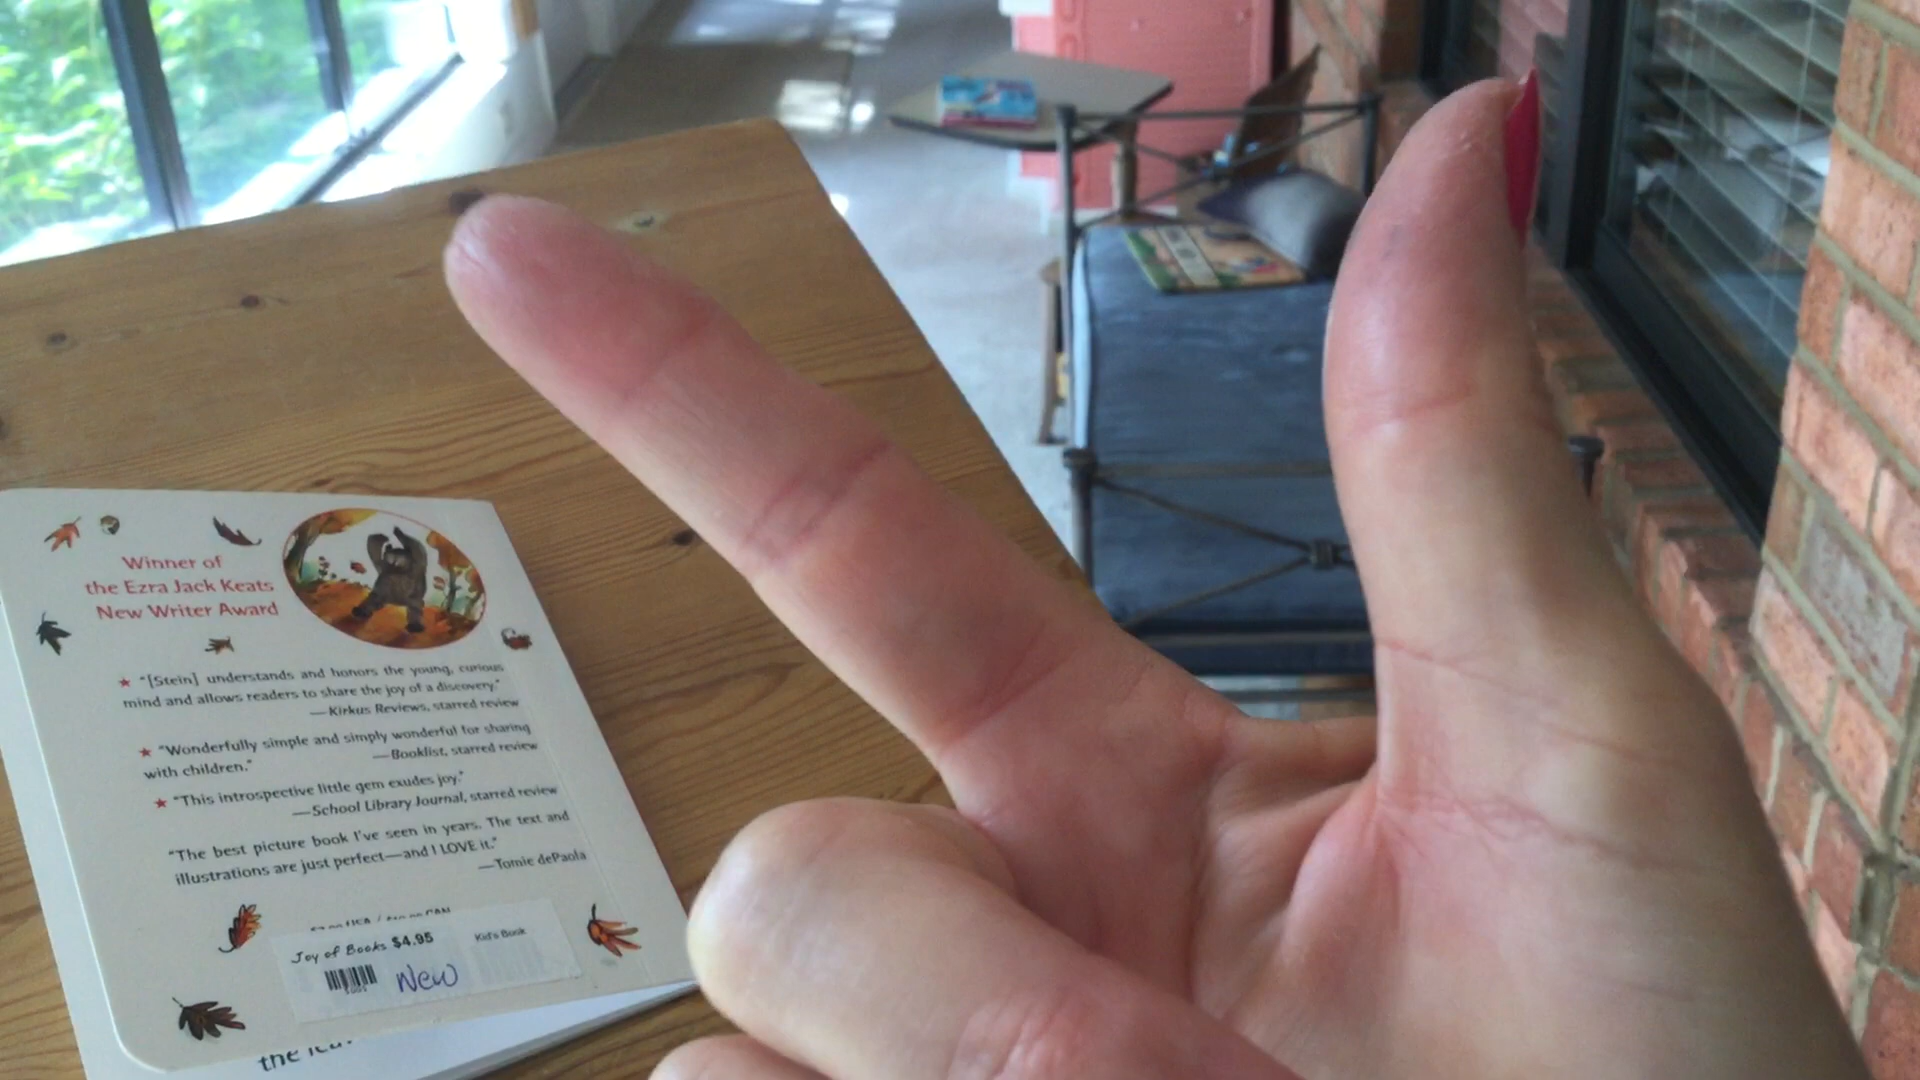 Winner of
the Ezra Jack Keats
New Writer Award
★ "[Stein] understands and honors the young, curious
mind and allows readers to share the joy of a discovery."
—Kirkus Reviews, starred review
★ "Wonderfully simple and simply wonderful for sharing
with children."
—Booklist, starred review
★ "This introspective little gem exudes joy."
—School Library Journal, starred review
"The best picture book I've seen in years. The text and
illustrations are just perfect—and I LOVE it."
—Tomie dePaola
USA / CAN
Joy of Books $4.95
Kid's Book
New
the